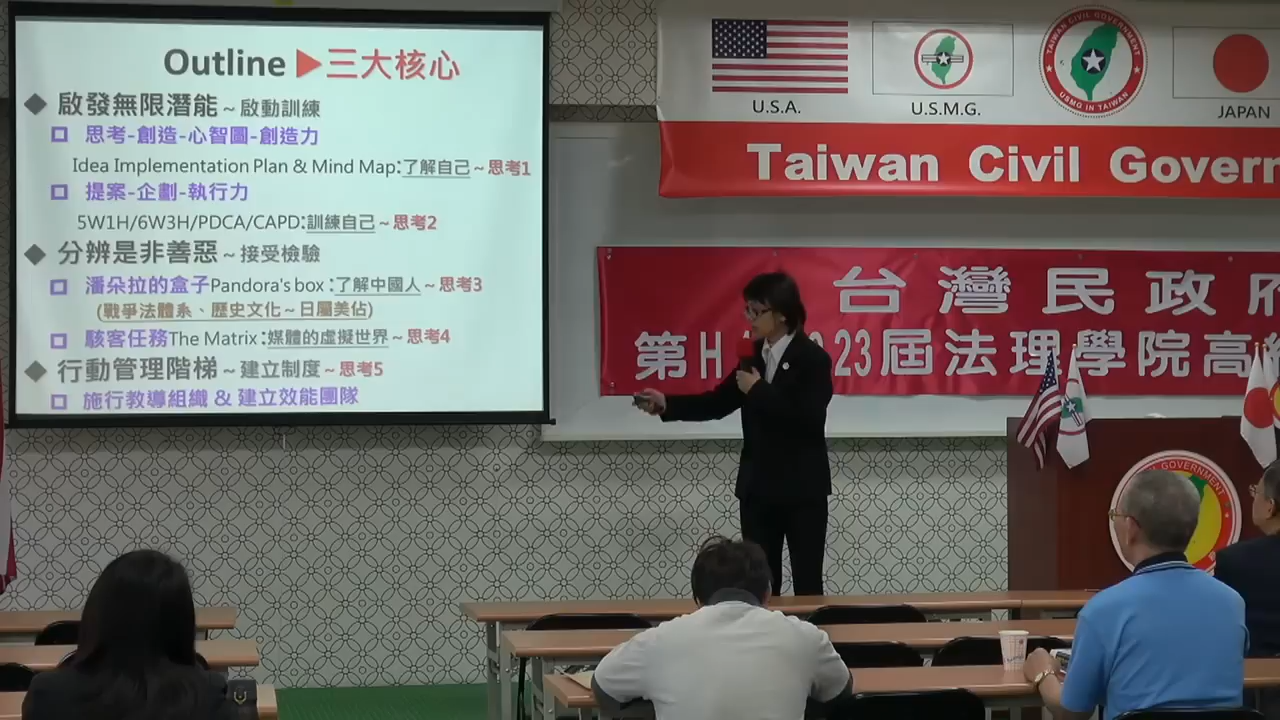 Outline ▶三大核心
◆ 啟發無限潛能 ~ 啟動訓練
思考-創造-心智圖-創造力
Idea Implementation Plan & Mind Map:了解自己 ~ 思考1
提案-企劃-執行力
5W1H/6W3H/PDCA/CAPD:訓練自己 ~ 思考2
◆ 分辨是非善惡 ~ 接受檢驗
潘朵拉的盒子Pandora's box :了解中國人 ~ 思考3
(戰爭法體系、歷史文化 ~ 日屬美佔)
駭客任務The Matrix :媒體的虛擬世界 ~ 思考4
◆ 行動管理階梯 ~ 建立制度 ~ 思考5
施行教導組織 & 建立效能團隊
U.S.A.
U.S.M.G.
TAIWAN CIVIL GOVERNMENT
USMG IN TAIWAN
JAPAN
Taiwan Civil Govern
台灣民政府
第H
23屆法理學院高
GOVERNMENT